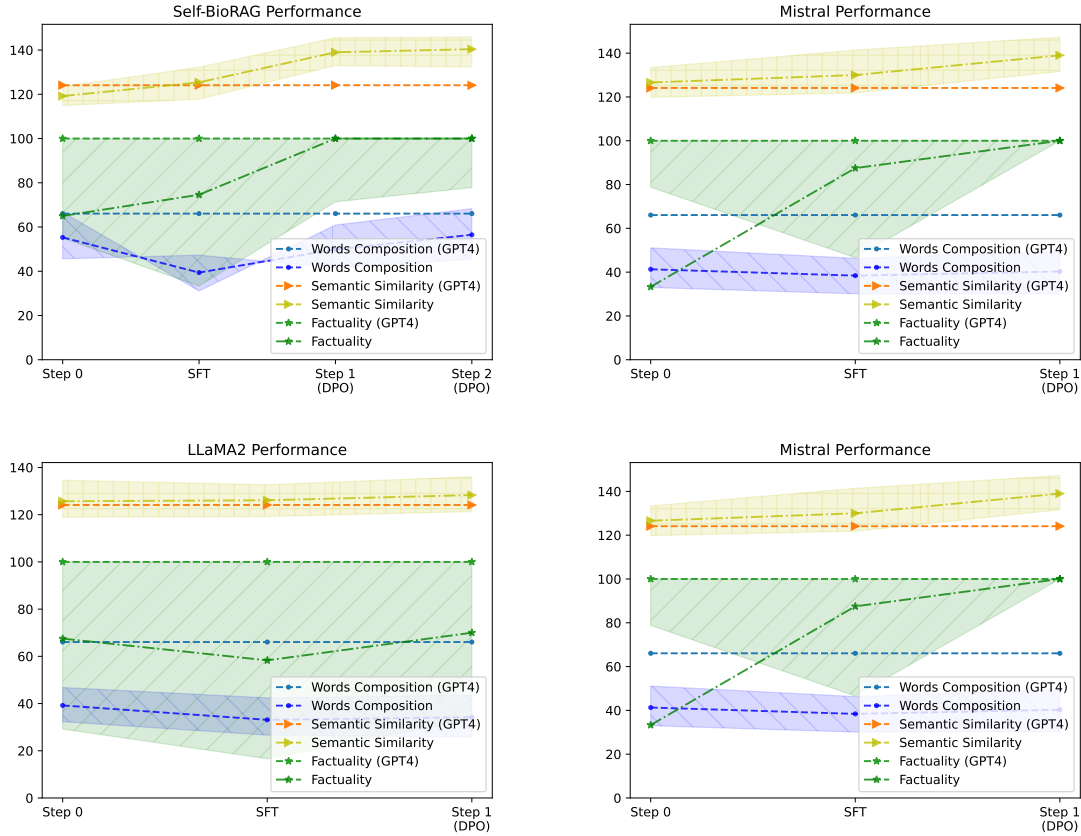 Self-BioRAG Performance
140
120
100
80
60
40
20
0
Words Composition (GPT4)
Words Composition
Semantic Similarity (GPT4)
Semantic Similarity
Factuality (GPT4)
Factuality
Step 0
SFT
Step 1
(DPO)
Step 2
(DPO)
Mistral Performance
140
120
100
80
60
40
20
0
Words Composition (GPT4)
Words Composition
Semantic Similarity (GPT4)
Semantic Similarity
Factuality (GPT4)
Factuality
Step 0
SFT
Step 1
(DPO)
LLaMA2 Performance
140
120
100
80
60
40
20
0
Words Composition (GPT4)
Words Composition
Semantic Similarity (GPT4)
Semantic Similarity
Factuality (GPT4)
Factuality
Step 0
SFT
Step 1
(DPO)
Mistral Performance
140
120
100
80
60
40
20
0
Words Composition (GPT4)
Words Composition
Semantic Similarity (GPT4)
Semantic Similarity
Factuality (GPT4)
Factuality
Step 0
SFT
Step 1
(DPO)